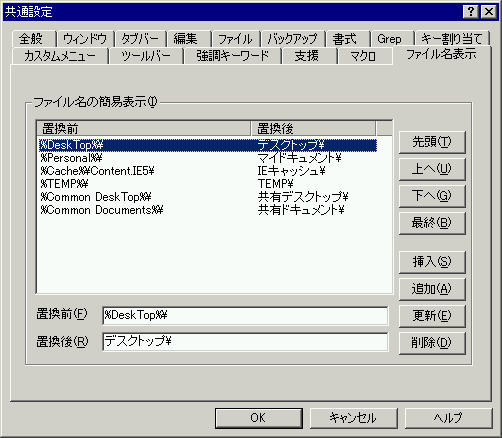 共通設定
全般 ウィンドウ タブバー 編集 ファイル バックアップ 書式 Grep キー割り当て
カスタムメニュー ツールバー 強調キーワード 支援 マクロ ファイル名表示
ファイル名の簡易表示(I)
置換前 置換後
%DeskTop%¥ デスクトップ¥
%Personal%¥ マイドキュメント¥
%Cache%¥Content.IE5¥ IEキャッシュ¥
%TEMP%¥ TEMP¥
%Common DeskTop%¥ 共有デスクトップ¥
%Common Documents%¥ 共有ドキュメント¥
先頭(T)
上へ(U)
下へ(G)
最終(B)
挿入(S)
追加(A)
更新(E)
削除(D)
置換前(F) %DeskTop%¥
置換後(R) デスクトップ¥
OK キャンセル ヘルプ